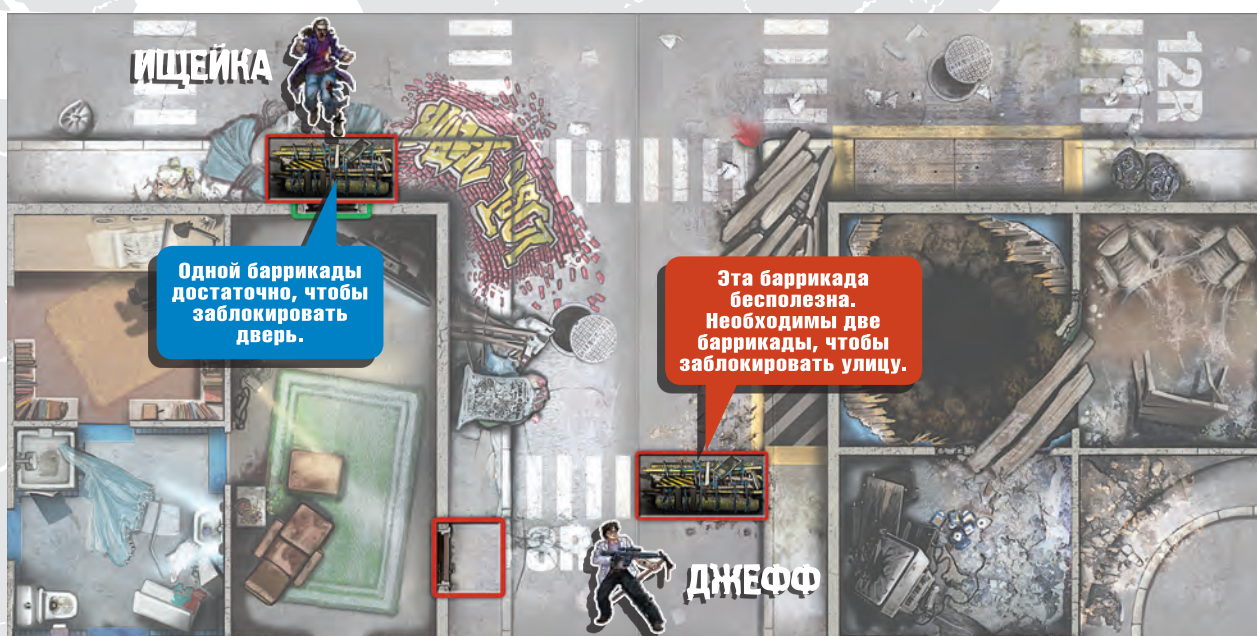 ИЩЕЙКА
12R
Одной баррикады
достаточно, чтобы
заблокировать
дверь.
Эта баррикада
бесполезна.
Необходимы две
баррикады, чтобы
заблокировать улицу.
ДЖЕФФ